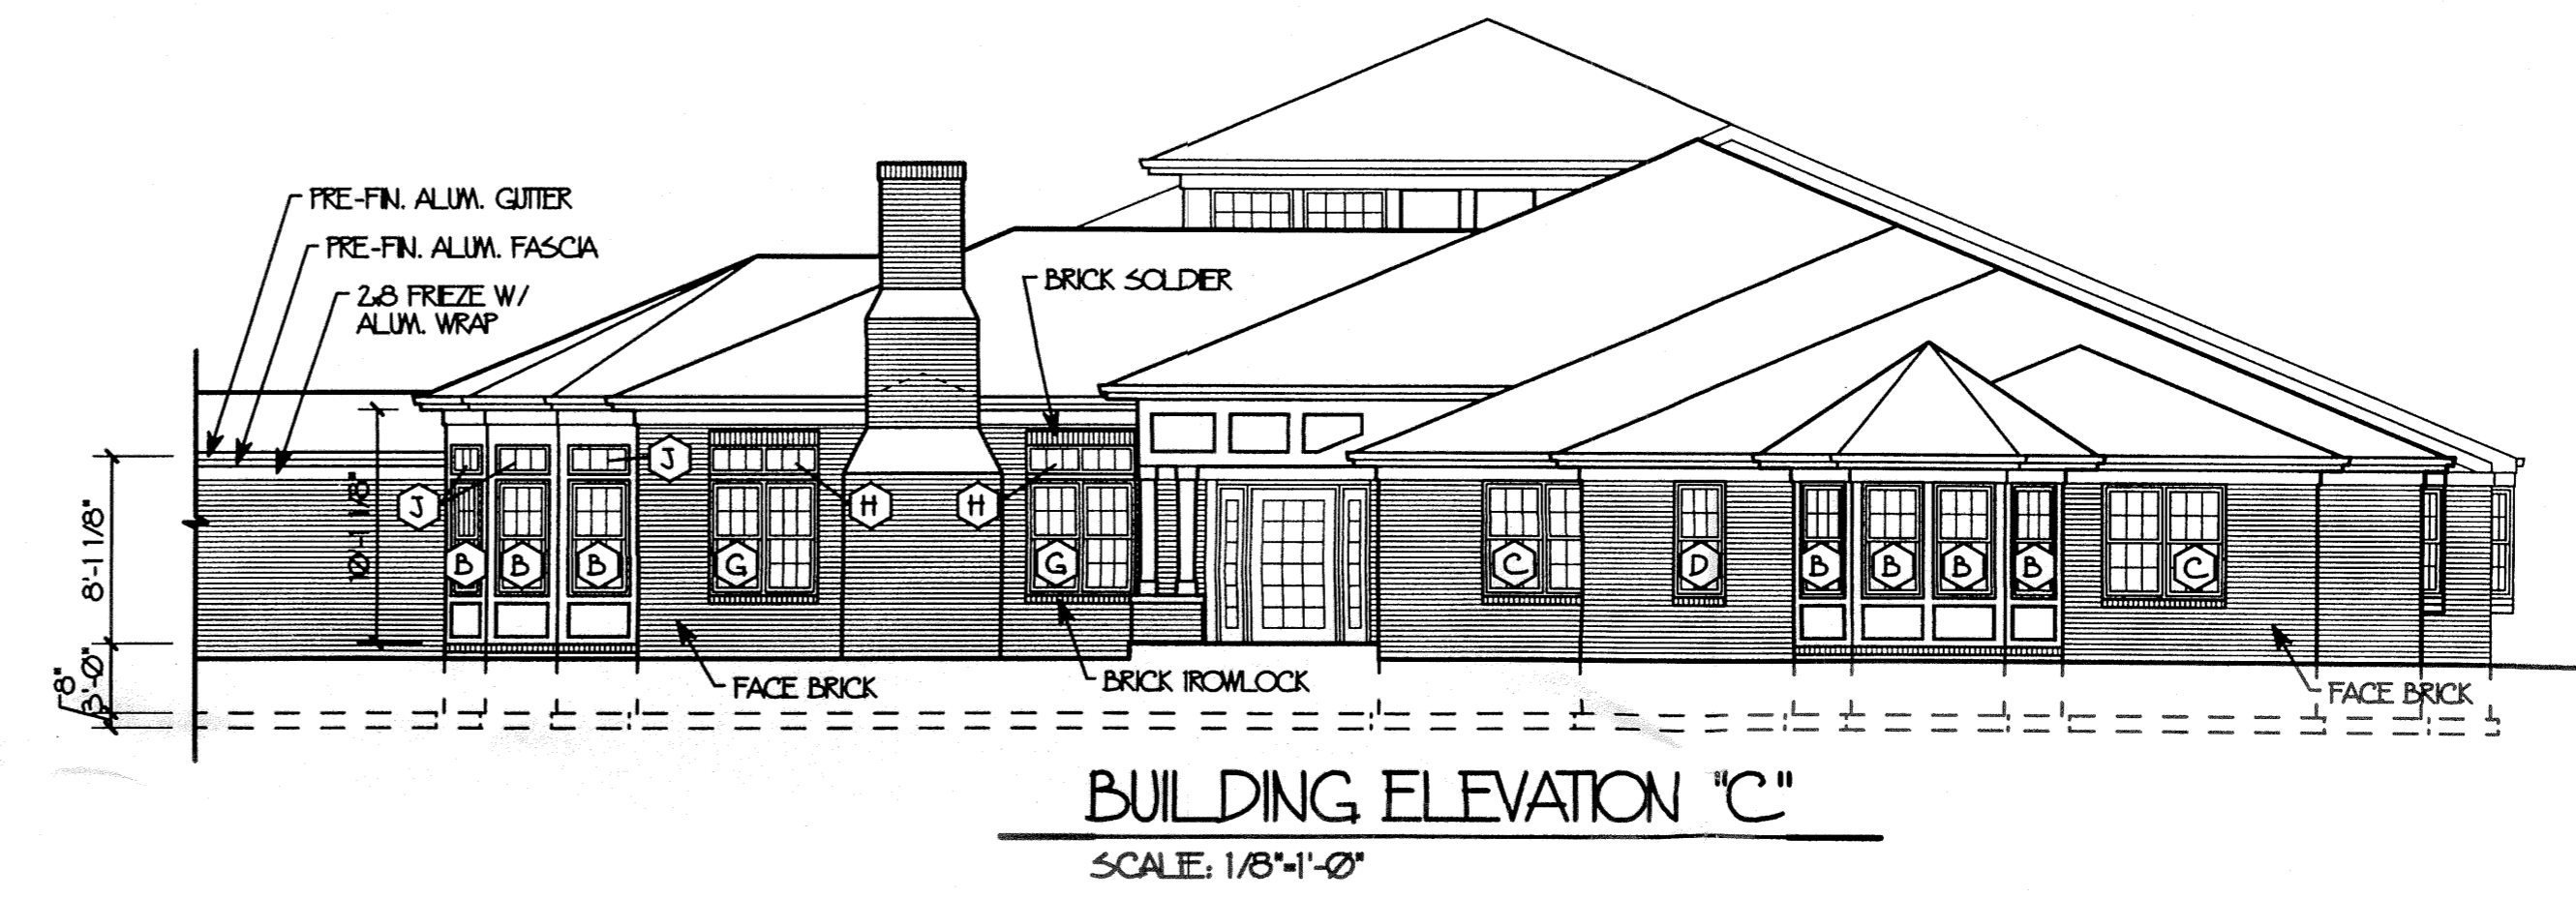 PRE-FIN. ALUM. GUTTER
PRE-FIN. ALUM. FASCIA
2x8 FRIEZE W/
ALUM. WRAP
BRICK SOLDIER
J
J
H
H
B
B
B
G
G
C
D
B
B
B
B
C
10'-1 1/8"
8'-1 1/8"
3'-0"
8"
FACE BRICK
BRICK ROWLOCK
FACE BRICK
BUILDING ELEVATION "C"
SCALE: 1/8"=1'-0"